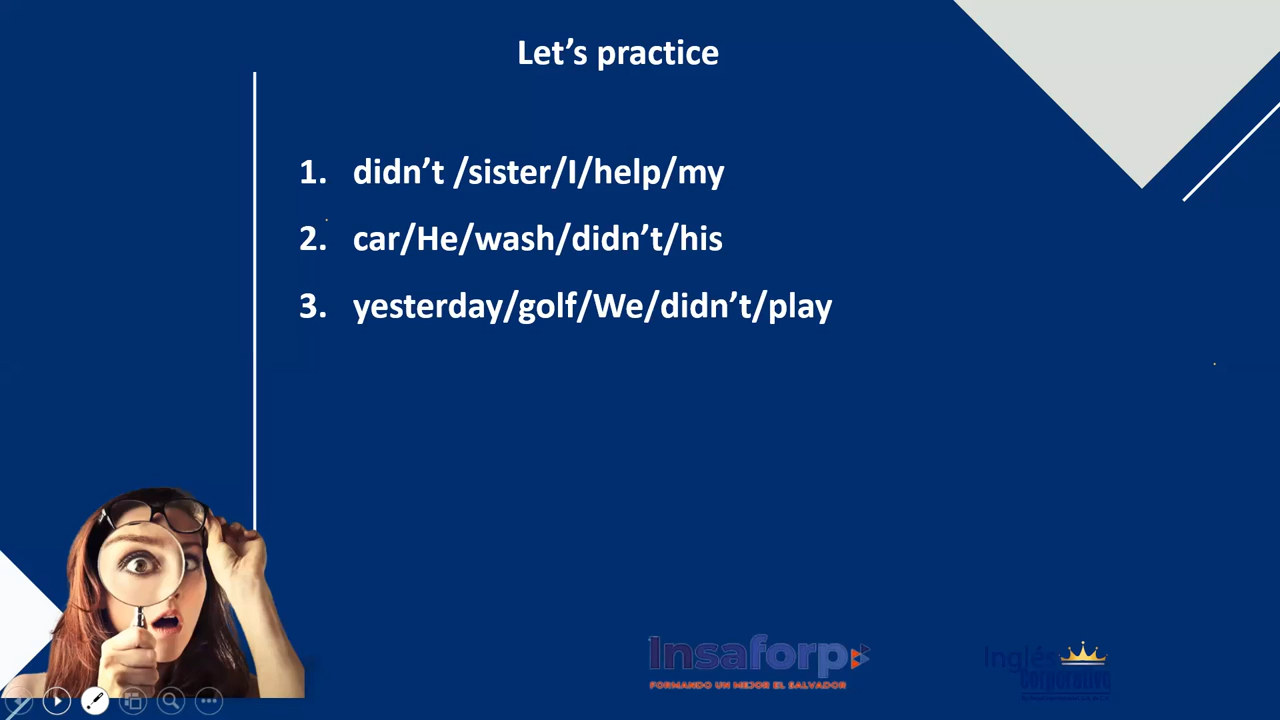 Let’s practice
1. didn’t /sister/I/help/my
2. car/He/wash/didn’t/his
3. yesterday/golf/We/didn’t/play
Insaforp
FORMANDO UN MEJOR EL SALVADOR
Inglés
Corporativo